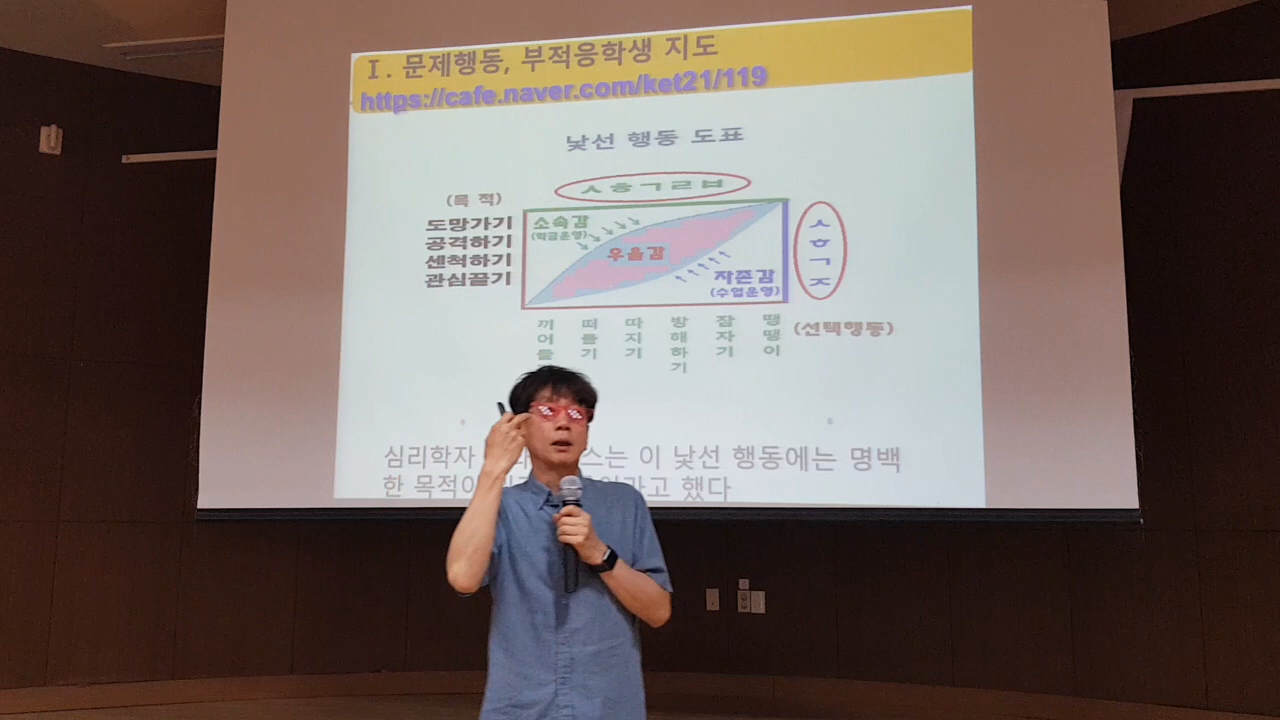 Ⅰ. 문제행동, 부적응학생 지도
https://cafe.naver.com/ket21/119
낯선 행동 도표
(목 적)
ㅅㅎㄱㄹㅂ
도망가기
공격하기
센척하기
관심끌기
소속감
(학급운영)
우울감
자존감
(수업운영)
ㅅㅎㄱㅈ
끼어들
떠들기
따지기
방해하기
잠자기
땡땡이
(선택행동)
심리학자 스는 이 낯선 행동에는 명백
한 목적이 라고 했다